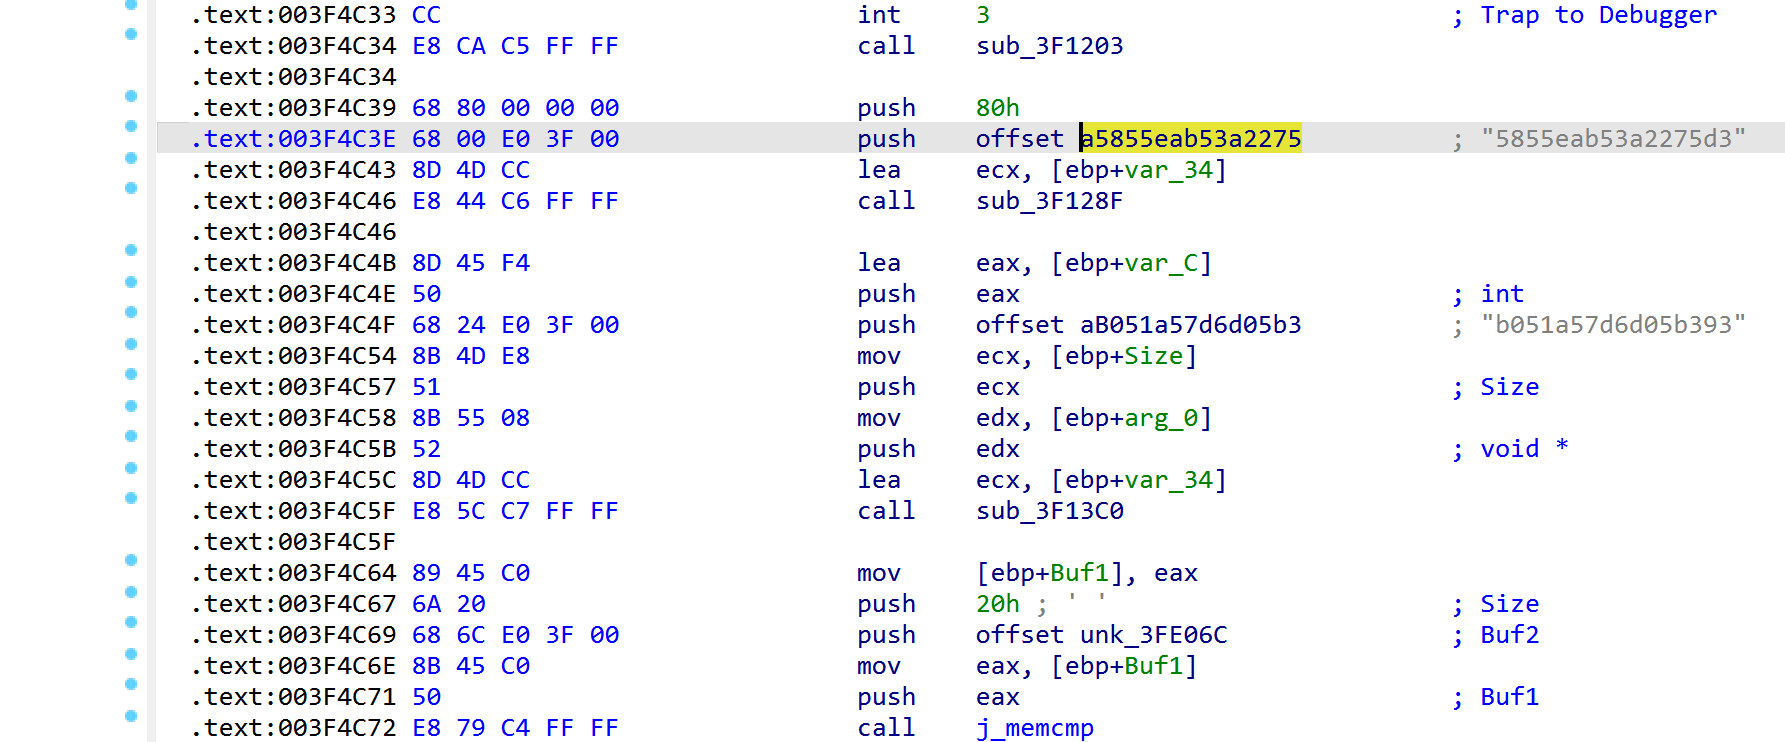 .text:003F4C33 CC int 3 ; Trap to Debugger
.text:003F4C34 E8 CA C5 FF FF call sub_3F1203
.text:003F4C34
.text:003F4C39 68 80 00 00 00 push 80h
.text:003F4C3E 68 00 E0 3F 00 push offset a5855eab53a2275 ; "5855eab53a2275d3"
.text:003F4C43 8D 4D CC lea ecx, [ebp+var_34]
.text:003F4C46 E8 44 C6 FF FF call sub_3F128F
.text:003F4C46
.text:003F4C4B 8D 45 F4 lea eax, [ebp+var_C]
.text:003F4C4E 50 push eax ; int
.text:003F4C4F 68 24 E0 3F 00 push offset aB051a57d6d05b3 ; "b051a57d6d05b393"
.text:003F4C54 8B 4D E8 mov ecx, [ebp+Size]
.text:003F4C57 51 push ecx ; Size
.text:003F4C58 8B 55 08 mov edx, [ebp+arg_0]
.text:003F4C5B 52 push edx ; void *
.text:003F4C5C 8D 4D CC lea ecx, [ebp+var_34]
.text:003F4C5F E8 5C C7 FF FF call sub_3F13C0
.text:003F4C5F
.text:003F4C64 89 45 C0 mov [ebp+Buf1], eax
.text:003F4C67 6A 20 push 20h ; ' ' ; Size
.text:003F4C69 68 6C E0 3F 00 push offset unk_3FE06C ; Buf2
.text:003F4C6E 8B 45 C0 mov eax, [ebp+Buf1]
.text:003F4C71 50 push eax ; Buf1
.text:003F4C72 E8 79 C4 FF FF call j_memcmp